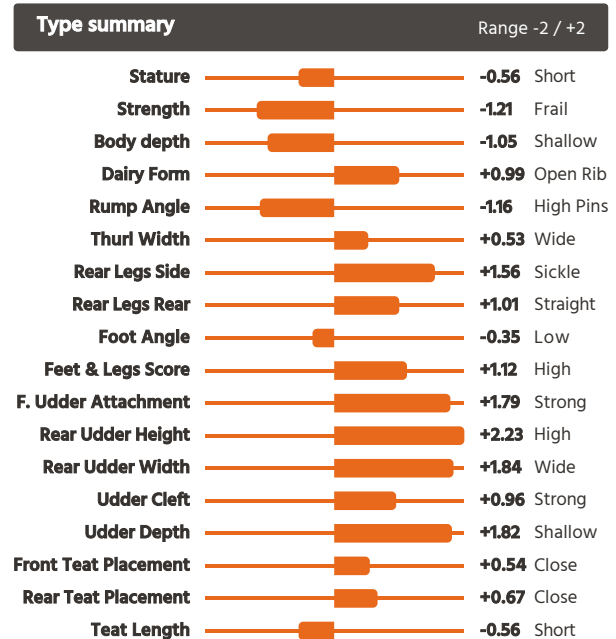 Type summary Range -2 / +2
Stature -0.56 Short
Strength -1.21 Frail
Body depth -1.05 Shallow
Dairy Form +0.99 Open Rib
Rump Angle -1.16 High Pins
Thurl Width +0.53 Wide
Rear Legs Side +1.56 Sickle
Rear Legs Rear +1.01 Straight
Foot Angle -0.35 Low
Feet & Legs Score +1.12 High
F. Udder Attachment +1.79 Strong
Rear Udder Height +2.23 High
Rear Udder Width +1.84 Wide
Udder Cleft +0.96 Strong
Udder Depth +1.82 Shallow
Front Teat Placement +0.54 Close
Rear Teat Placement +0.67 Close
Teat Length -0.56 Short